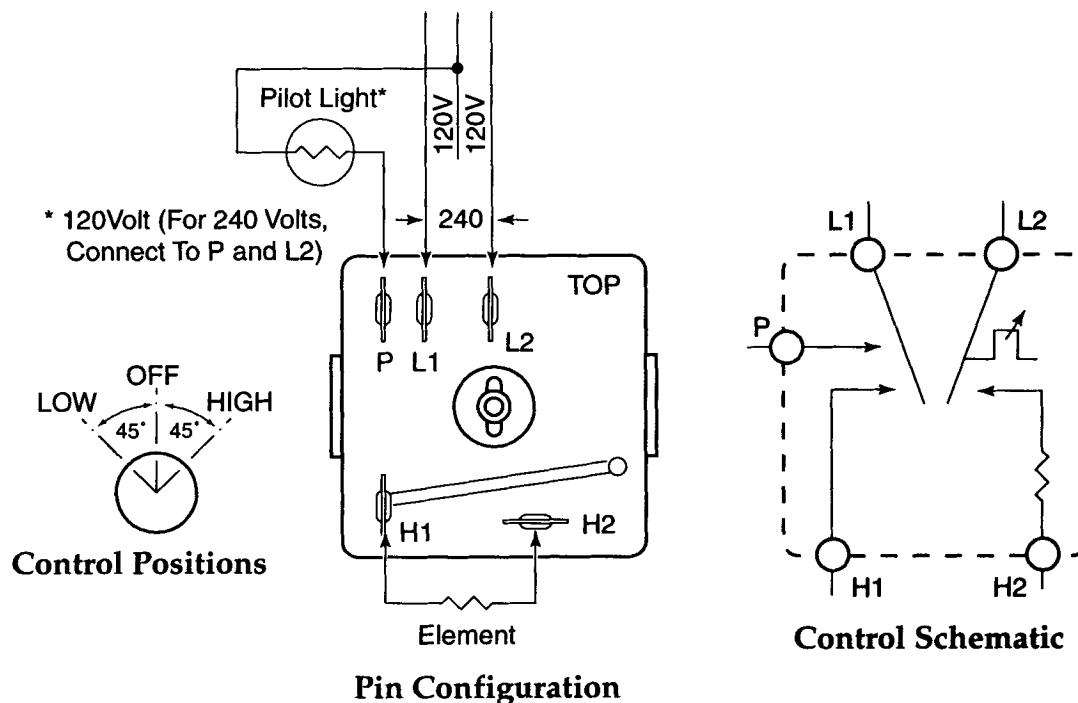 Pilot Light*
120V
120V
* 120Volt (For 240 Volts,
Connect To P and L2)
240
TOP
P
L1
L2
H1
H2
Element
Pin Configuration
OFF
LOW
HIGH
45°
45°
Control Positions
L1
L2
P
H1
H2
Control Schematic